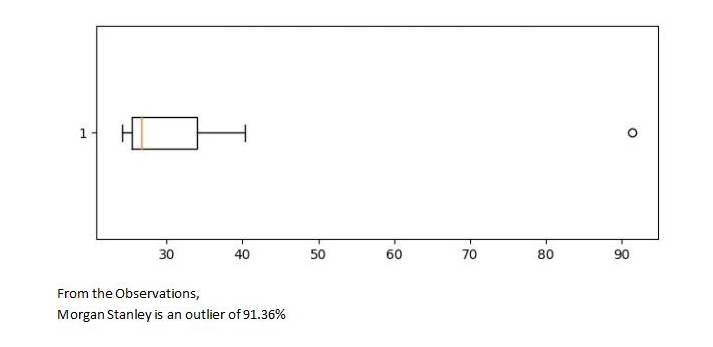 1
30 40 50 60 70 80 90
From the Observations,
Morgan Stanley is an outlier of 91.36%